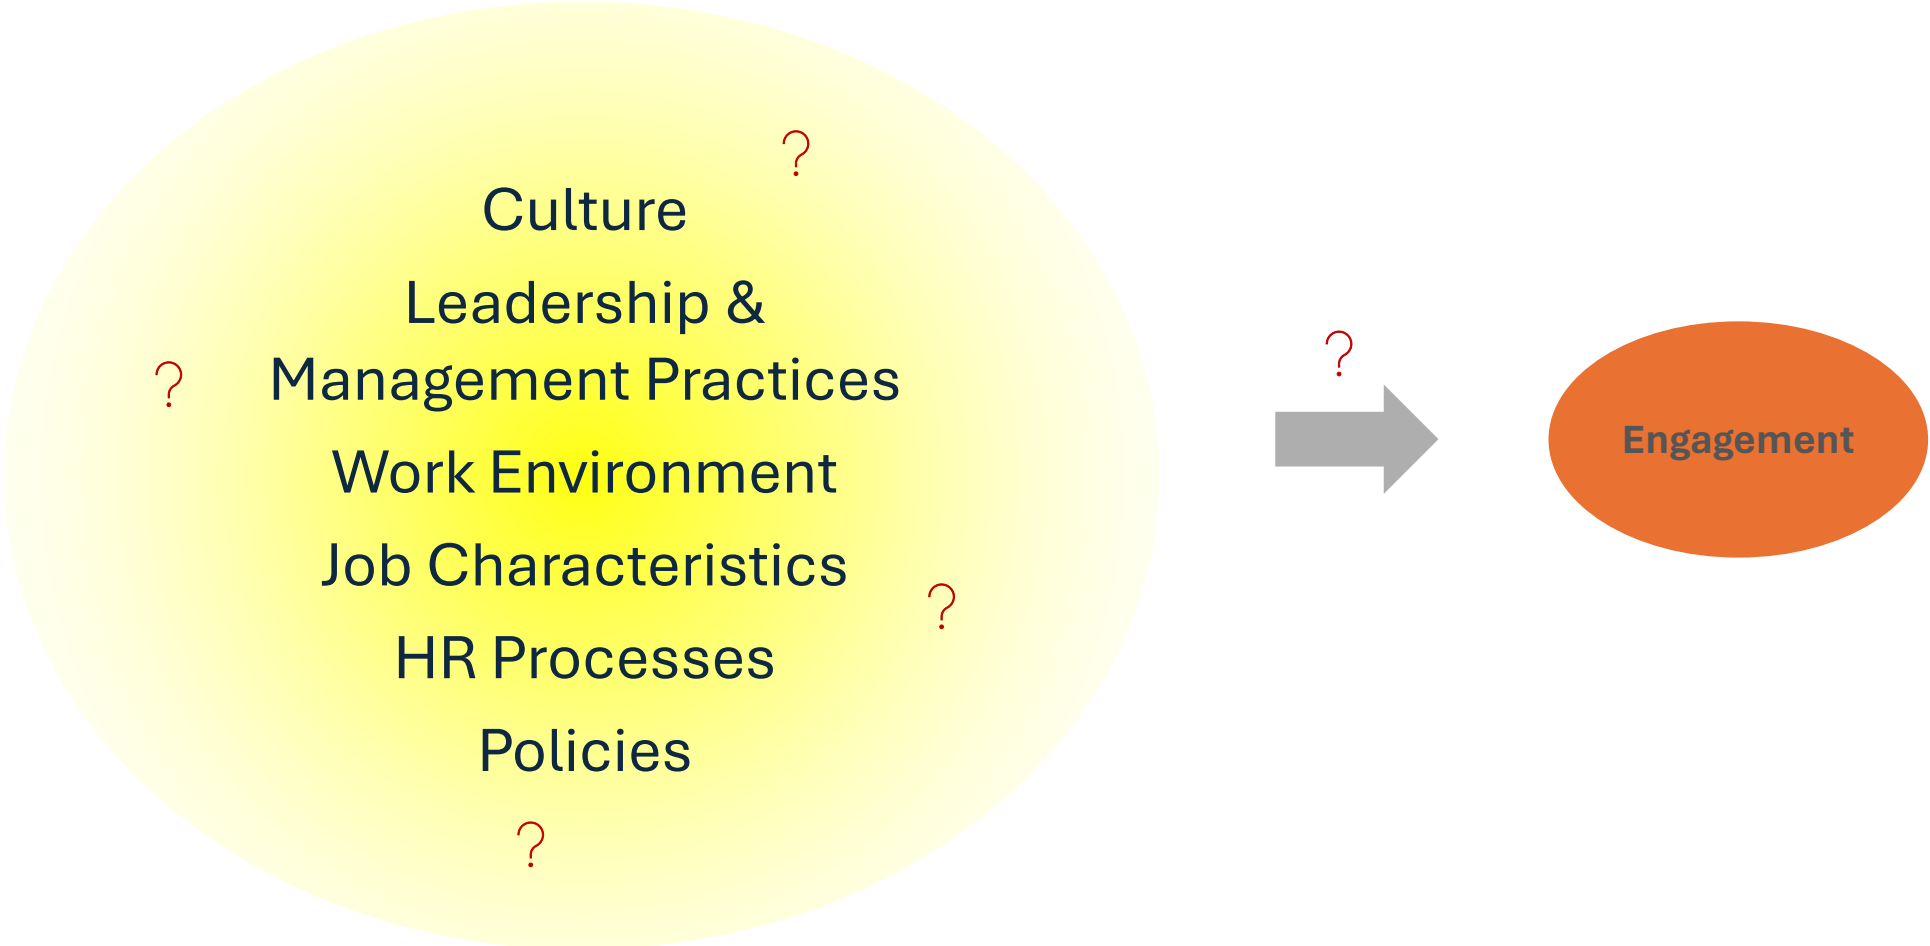 ?
Culture
Leadership &
?
Management Practices
Work Environment
Job Characteristics
?
HR Processes
Policies
?
?
Engagement